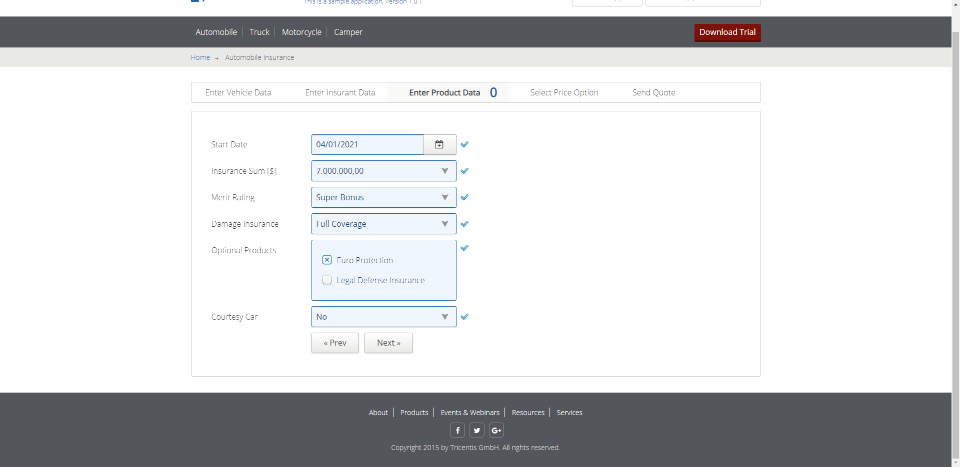 This is a sample application. Version 1.0.1
Automobile Truck Motorcycle Camper Download Trial
Home → Automobile Insurance
Enter Vehicle Data Enter Insurant Data Enter Product Data 0 Select Price Option Send Quote
Start Date 04/01/2021
Insurance Sum [$] 7.000.000,00
Merit Rating Super Bonus
Damage Insurance Full Coverage
Optional Products
Euro Protection
Legal Defense Insurance
Courtesy Car No
« Prev Next »
About Products Events & Webinars Resources Services
f G+
Copyright 2015 by Tricentis GmbH. All rights reserved.